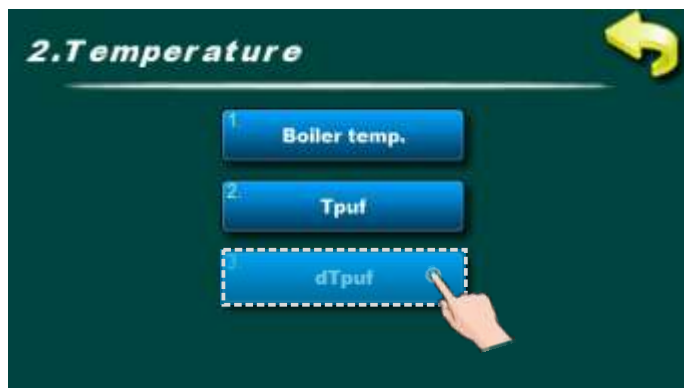 2.Temperature
1.
Boiler temp.
2.
Tpuf
3.
dTpuf